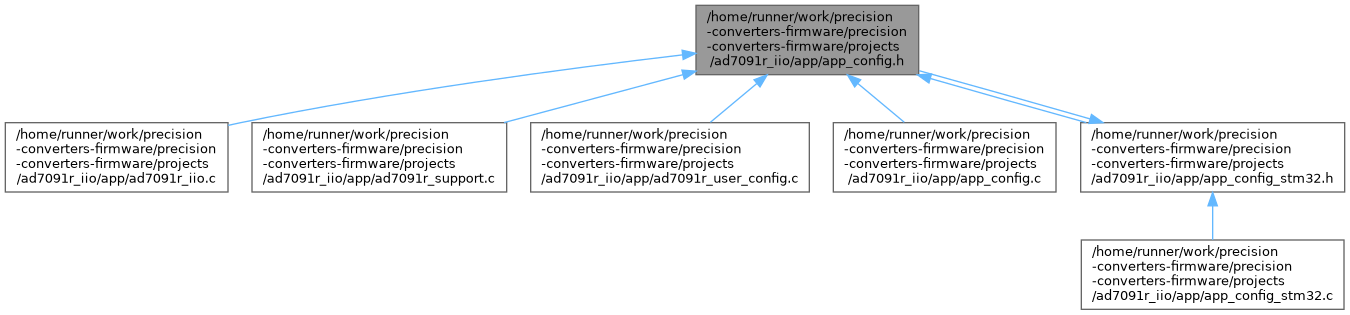 /home/runner/work/precision
-converters-firmware/precision
-converters-firmware/projects
/ad7091r_iio/app/app_config.h
/home/runner/work/precision
-converters-firmware/precision
-converters-firmware/projects
/ad7091r_iio/app/ad7091r_iio.c
/home/runner/work/precision
-converters-firmware/precision
-converters-firmware/projects
/ad7091r_iio/app/ad7091r_support.c
/home/runner/work/precision
-converters-firmware/precision
-converters-firmware/projects
/ad7091r_iio/app/ad7091r_user_config.c
/home/runner/work/precision
-converters-firmware/precision
-converters-firmware/projects
/ad7091r_iio/app/app_config.c
/home/runner/work/precision
-converters-firmware/precision
-converters-firmware/projects
/ad7091r_iio/app/app_config_stm32.h
/home/runner/work/precision
-converters-firmware/precision
-converters-firmware/projects
/ad7091r_iio/app/app_config_stm32.c